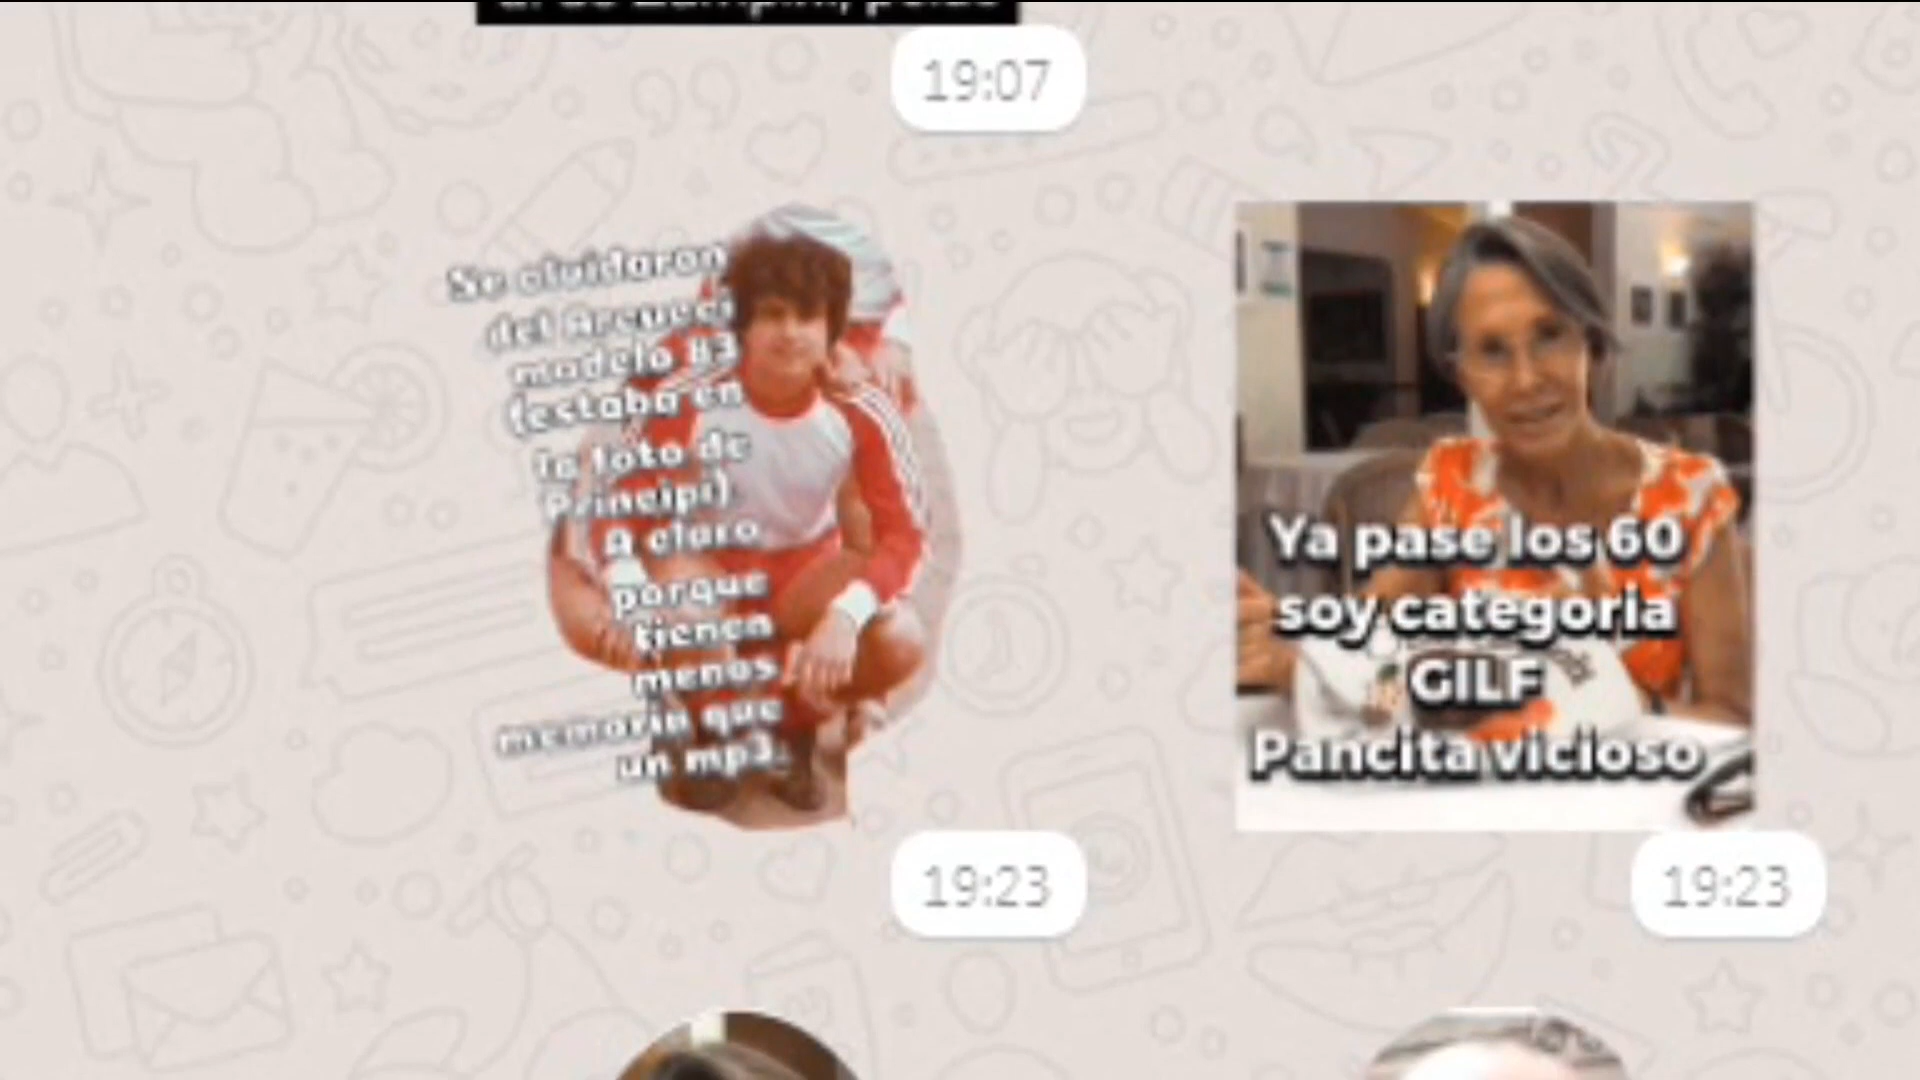 19:07
Se olvidaron
del Arcucci
modelo 83
(estaba en
la foto de
Principi)
A claro
porque
tienen
menos
memoria que
un mp3.
19:23
Ya pase los 60
soy categoria
GILF
Pancita vicioso
19:23